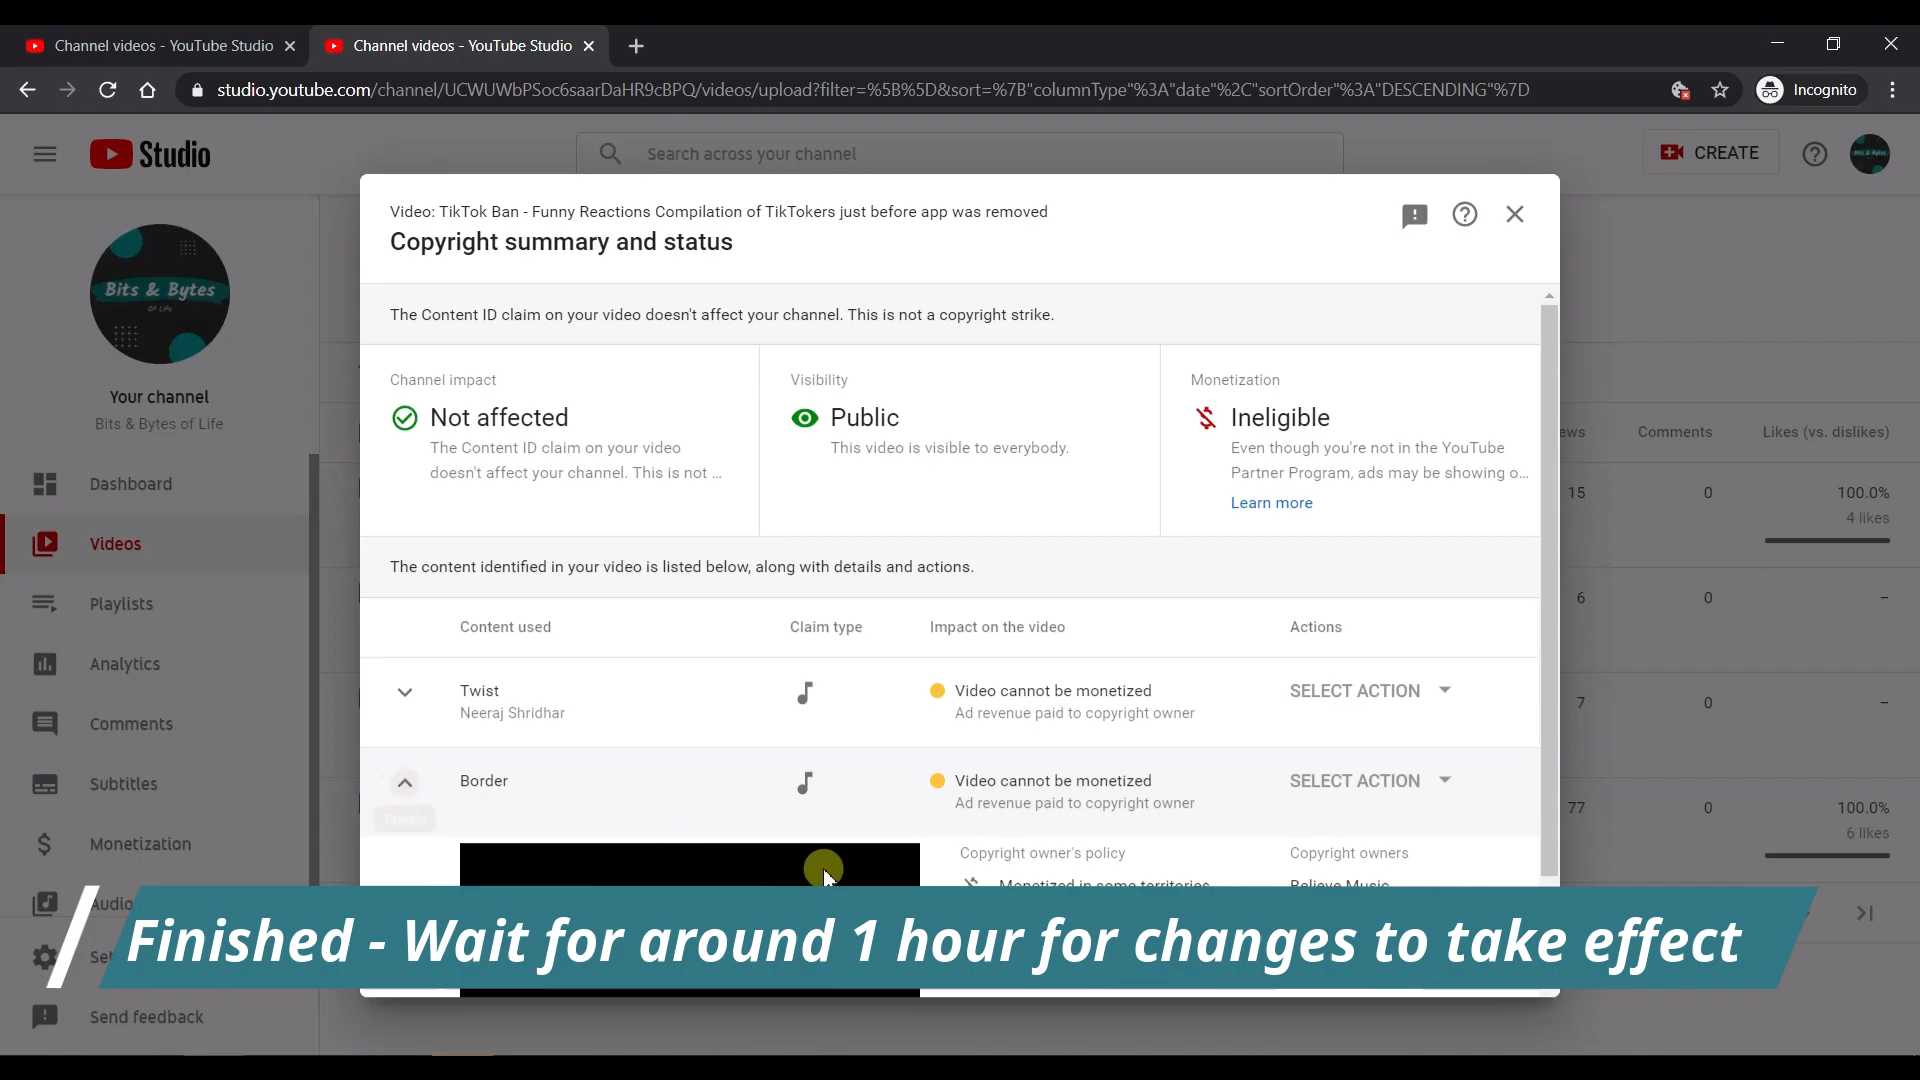 Channel videos - YouTube Studio
Channel videos - YouTube Studio
studio.youtube.com/channel/UCWUWbPSoc6saarDaHR9cBPQ/videos/upload?filter=%5B%5D&sort=%7B"columnType"%3A"date"%2C"sortOrder"%3A"DESCENDING"%7D
Incognito
Studio
Search across your channel
CREATE
Bits & Bytes
Of Life
Your channel
Bits & Bytes of Life
Dashboard
Videos
Playlists
Analytics
Comments
Subtitles
Monetization
Audio
Send feedback
Video: TikTok Ban - Funny Reactions Compilation of TikTokers just before app was removed
Copyright summary and status
The Content ID claim on your video doesn't affect your channel. This is not a copyright strike.
Channel impact
Not affected
The Content ID claim on your video
doesn't affect your channel. This is not ...
Visibility
Public
This video is visible to everybody.
Monetization
Ineligible
Even though you're not in the YouTube
Partner Program, ads may be showing o...
Learn more
The content identified in your video is listed below, along with details and actions.
Content used
Claim type
Impact on the video
Actions
Twist
Neeraj Shridhar
Video cannot be monetized
Ad revenue paid to copyright owner
SELECT ACTION
Border
Video cannot be monetized
Ad revenue paid to copyright owner
SELECT ACTION
Copyright owner's policy
Monetized in some territories
Copyright owners
Believe Music
ews
Comments
Likes (vs. dislikes)
15
0
100.0%
4 likes
6
0
–
7
0
–
77
0
100.0%
6 likes
Finished - Wait for around 1 hour for changes to take effect